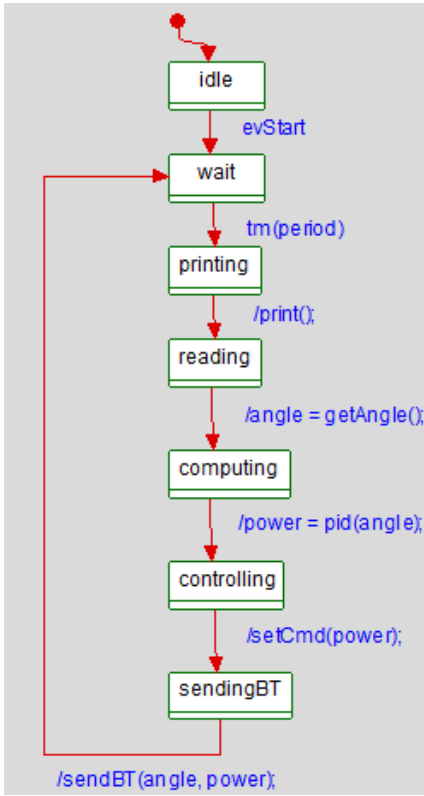 idle
evStart
wait
tm(period)
printing
/print();
reading
/angle = getAngle();
computing
/power = pid(angle);
controlling
/setCmd(power);
sendingBT
/sendBT(angle, power);